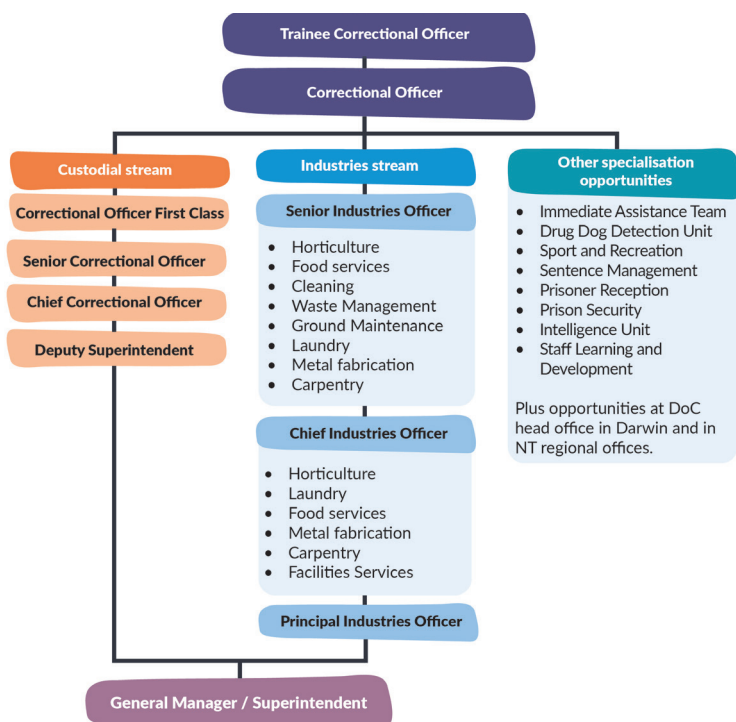 Trainee Correctional Officer
Correctional Officer
Custodial stream
Correctional Officer First Class
Senior Correctional Officer
Chief Correctional Officer
Deputy Superintendent
Industries stream
Senior Industries Officer
• Horticulture
• Food services
• Cleaning
• Waste Management
• Ground Maintenance
• Laundry
• Metal fabrication
• Carpentry
Chief Industries Officer
• Horticulture
• Laundry
• Food services
• Metal fabrication
• Carpentry
• Facilities Services
Principal Industries Officer
Other specialisation
opportunities
• Immediate Assistance Team
• Drug Dog Detection Unit
• Sport and Recreation
• Sentence Management
• Prisoner Reception
• Prison Security
• Intelligence Unit
• Staff Learning and
Development
Plus opportunities at DoC
head office in Darwin and in
NT regional offices.
General Manager / Superintendent